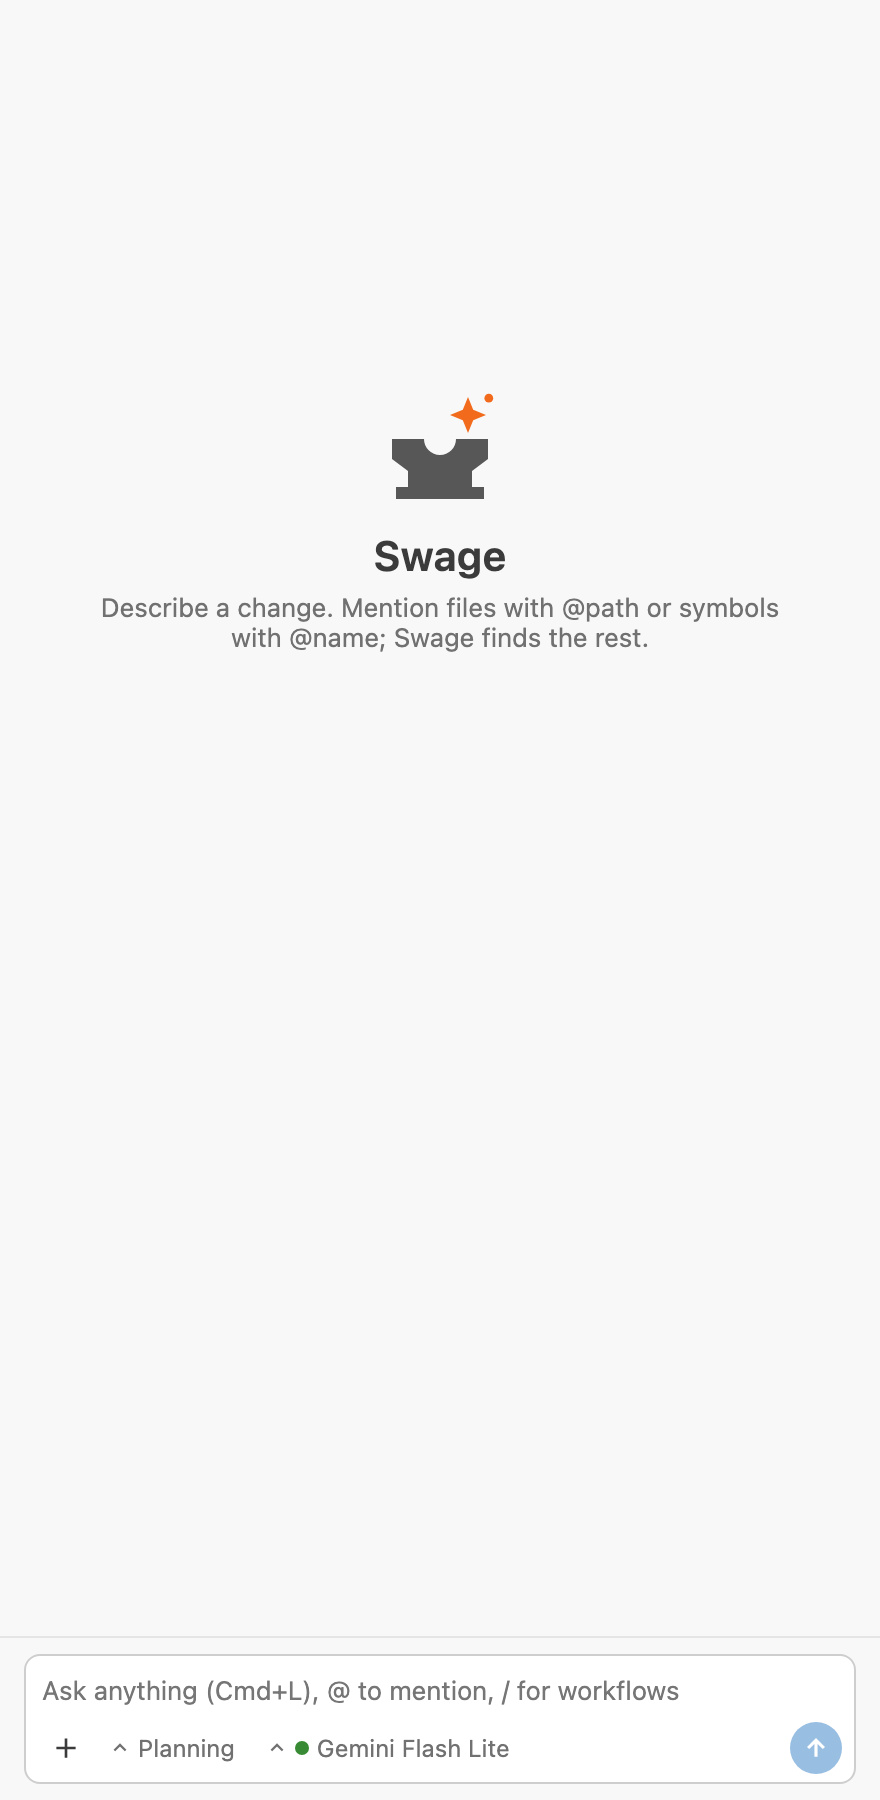 Swage
Describe a change. Mention files with @path or symbols
with @name; Swage finds the rest.
Ask anything (Cmd+L), @ to mention, / for workflows
Planning
Gemini Flash Lite